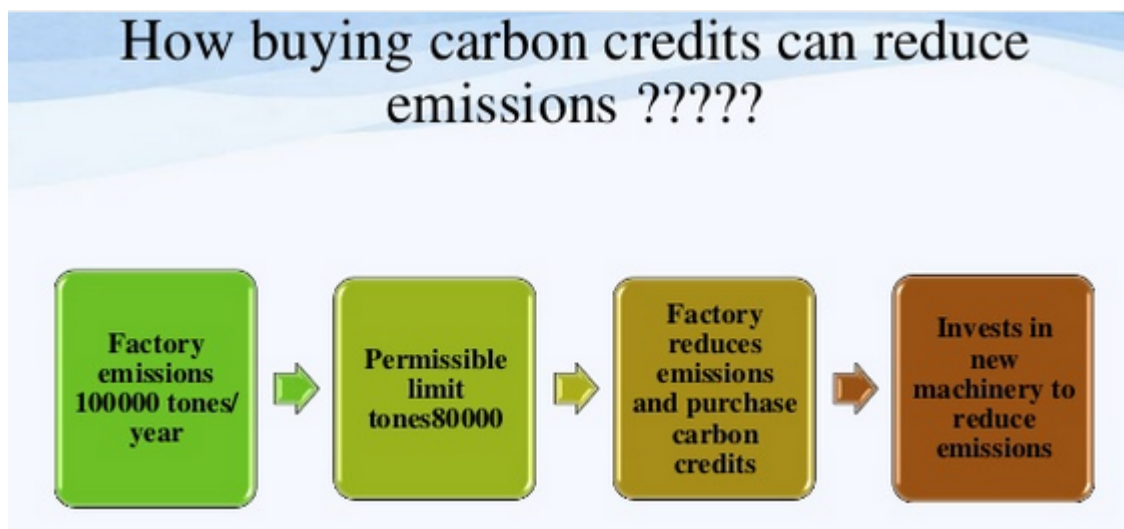 How buying carbon credits can reduce
emissions ?????
Factory
emissions
100000 tones/
year
Permissible
limit
tones80000
Factory
reduces
emissions
and purchase
carbon
credits
Invests in
new
machinery to
reduce
emissions